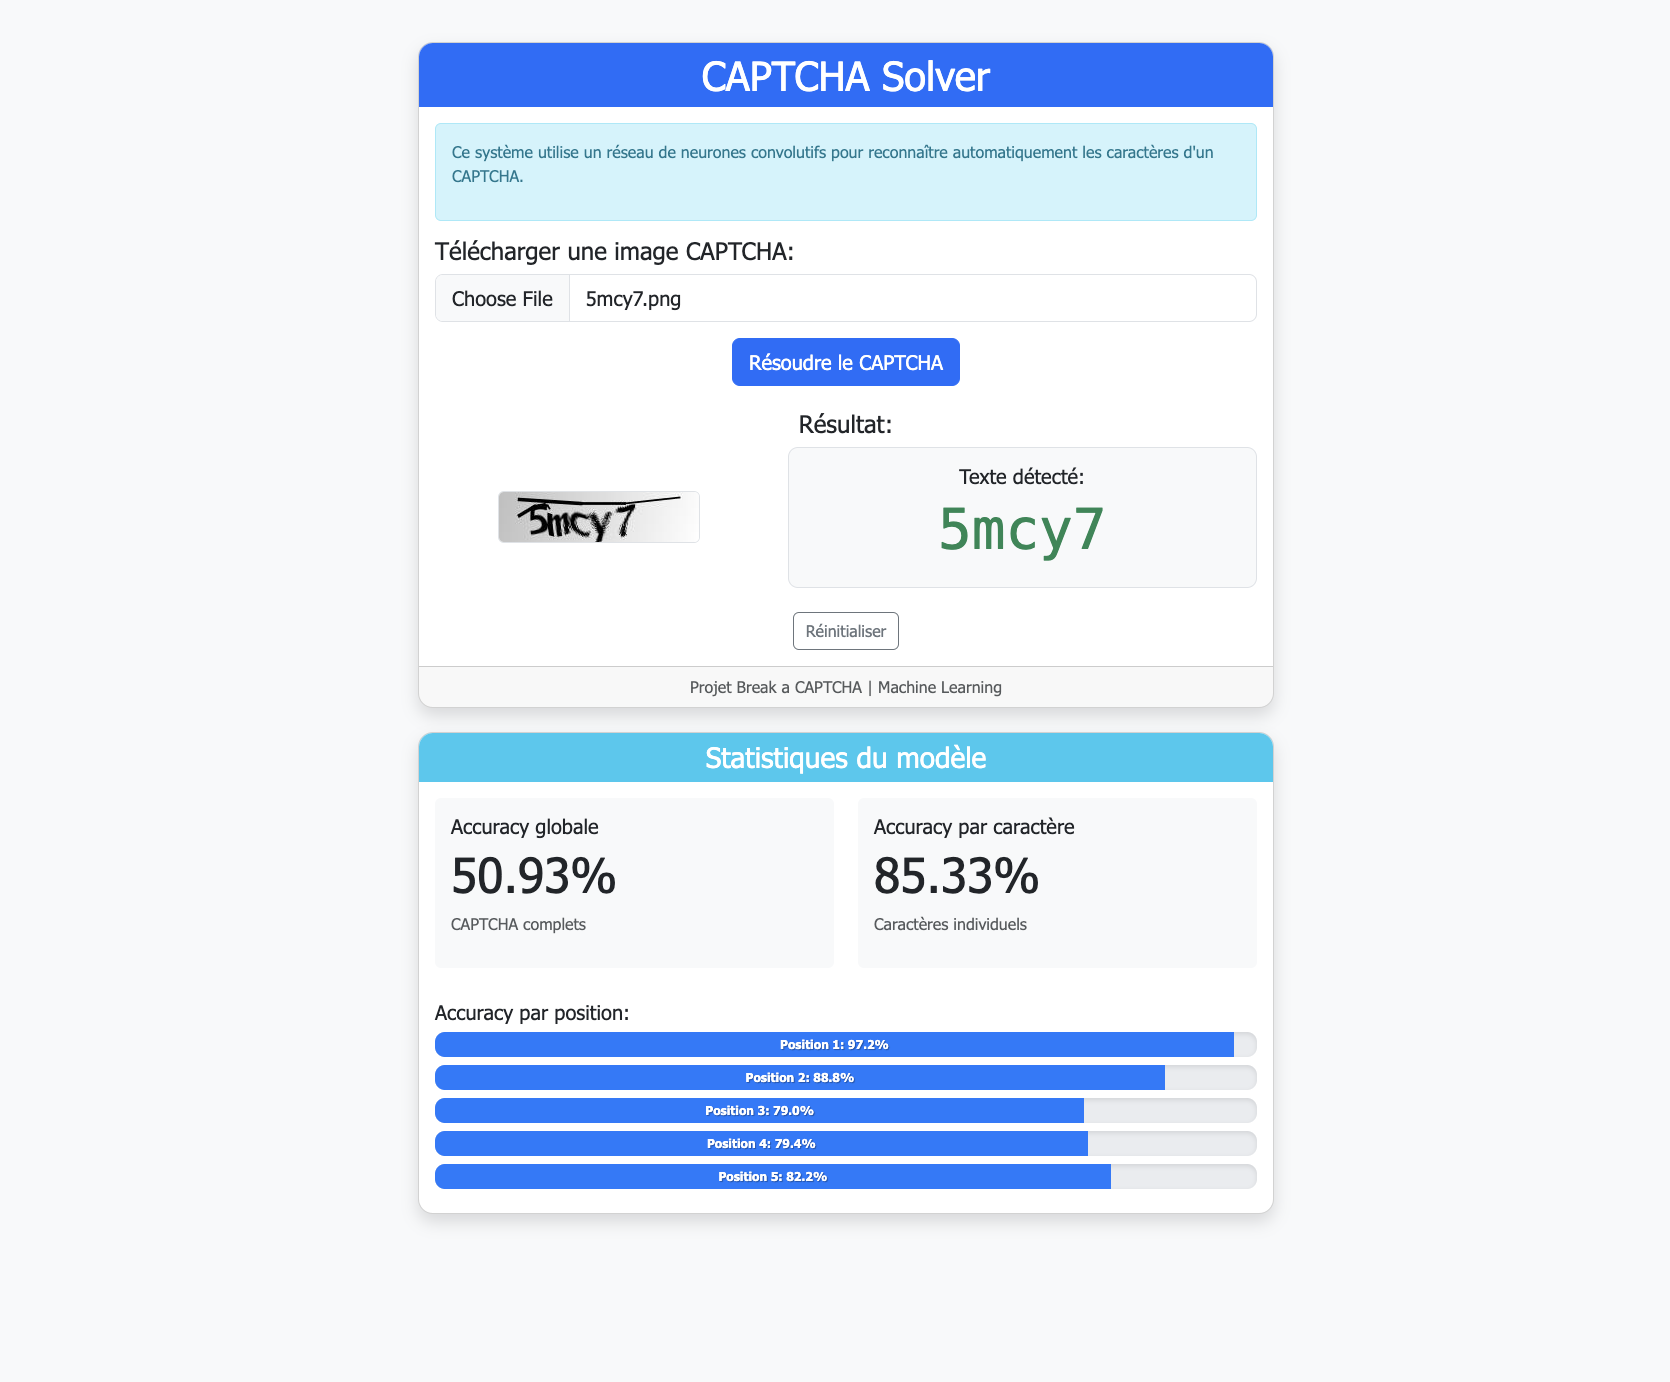 CAPTCHA Solver
Ce système utilise un réseau de neurones convolutifs pour reconnaître automatiquement les caractères d'un
CAPTCHA.
Télécharger une image CAPTCHA:
Choose File 5mcy7.png
Résoudre le CAPTCHA
Résultat:
Texte détecté:
5mcy7
5mcy7
Réinitialiser
Projet Break a CAPTCHA | Machine Learning
Statistiques du modèle
Accuracy globale
50.93%
CAPTCHA complets
Accuracy par caractère
85.33%
Caractères individuels
Accuracy par position:
Position 1: 97.2%
Position 2: 88.8%
Position 3: 79.0%
Position 4: 79.4%
Position 5: 82.2%